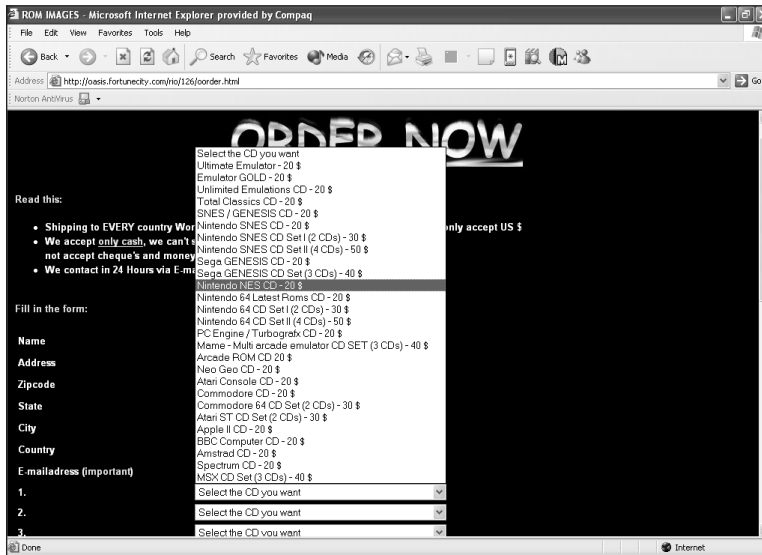 ROM IMAGES - Microsoft Internet Explorer provided by Compaq
File Edit View Favorites Tools Help
Back Search Favorites Media
Address http://oasis.fortunecity.com/rio/126/oorder.html Go
Norton AntiVirus
ORDER NOW
Select the CD you want
Ultimate Emulator - 20 $
Emulator GOLD - 20 $
Unlimited Emulations CD - 20 $
Total Classics CD - 20 $
SNES / GENESIS CD - 20 $
Nintendo SNES CD - 20 $
Nintendo SNES CD Set I (2 CDs) - 30 $
Nintendo SNES CD Set II (4 CDs) - 50 $
Sega GENESIS CD - 20 $
Sega GENESIS CD Set (3 CDs) - 40 $
Nintendo NES CD - 20 $
Nintendo 64 Latest Roms CD - 20 $
Nintendo 64 CD Set I (2 CDs) - 30 $
Nintendo 64 CD Set II (4 CDs) - 50 $
PC Engine / Turbografx CD - 20 $
Mame - Multi arcade emulator CD SET (3 CDs) - 40 $
Arcade ROM CD 20 $
Neo Geo CD - 20 $
Atari Console CD - 20 $
Commodore CD - 20 $
Commodore 64 CD Set (2 CDs) - 30 $
Atari ST CD Set (2 CDs) - 30 $
Apple II CD - 20 $
BBC Computer CD - 20 $
Amstrad CD - 20 $
Spectrum CD - 20 $
MSX CD Set (3 CDs) - 40 $
Read this:
Shipping to EVERY country only accept US $
We accept only cash, we can't
not accept cheque's and money
We contact in 24 Hours via
Fill in the form:
Name
Address
Zipcode
State
City
Country
E-mailadress (important)
1. Select the CD you want
2. Select the CD you want
3. Select the CD you want
Done Internet